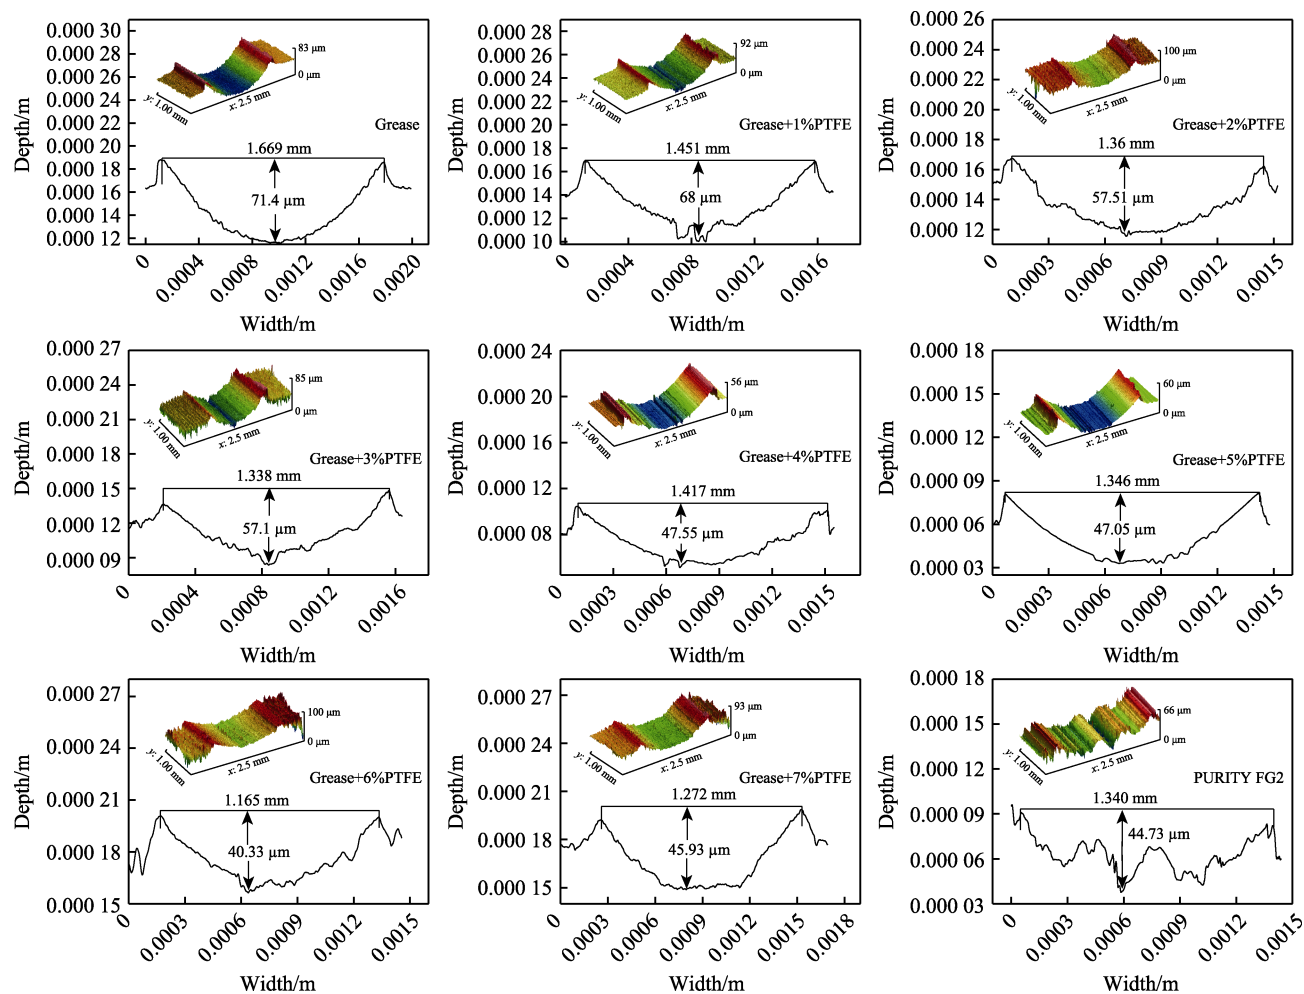 0.000 30
0.000 28
0.000 26
0.000 24
0.000 22
0.000 20
0.000 18
0.000 16
0.000 14
0.000 12
Depth/m
83 μm
0 μm
y: 1.00 mm
x: 2.5 mm
Grease
1.669 mm
71.4 μm
0
0.0004
0.0008
0.0012
0.0016
0.0020
Width/m
0.000 28
0.000 26
0.000 24
0.000 22
0.000 20
0.000 18
0.000 16
0.000 14
0.000 12
0.000 10
Depth/m
92 μm
0 μm
y: 1.00 mm
x: 2.5 mm
Grease+1%PTFE
1.451 mm
68 μm
0
0.0004
0.0008
0.0012
0.0016
Width/m
0.000 26
0.000 24
0.000 22
0.000 20
0.000 18
0.000 16
0.000 14
0.000 12
Depth/m
100 μm
0 μm
y: 1.00 mm
x: 2.5 mm
Grease+2%PTFE
1.36 mm
57.51 μm
0
0.0003
0.0006
0.0009
0.0012
0.0015
Width/m
0.000 27
0.000 24
0.000 21
0.000 18
0.000 15
0.000 12
0.000 09
Depth/m
85 μm
0 μm
y: 1.00 mm
x: 2.5 mm
Grease+3%PTFE
1.338 mm
57.1 μm
0
0.0004
0.0008
0.0012
0.0016
Width/m
0.000 24
0.000 20
0.000 16
0.000 12
0.000 08
Depth/m
56 μm
0 μm
y: 1.00 mm
x: 2.5 mm
Grease+4%PTFE
1.417 mm
47.55 μm
0
0.0003
0.0006
0.0009
0.0012
0.0015
Width/m
0.000 18
0.000 15
0.000 12
0.000 09
0.000 06
0.000 03
Depth/m
60 μm
0 μm
y: 1.00 mm
x: 2.5 mm
Grease+5%PTFE
1.346 mm
47.05 μm
0
0.0003
0.0006
0.0009
0.0012
0.0015
Width/m
0.000 27
0.000 24
0.000 21
0.000 18
0.000 15
Depth/m
100 μm
0 μm
y: 1.00 mm
x: 2.5 mm
Grease+6%PTFE
1.165 mm
40.33 μm
0
0.0003
0.0006
0.0009
0.0012
0.0015
Width/m
0.000 27
0.000 24
0.000 21
0.000 18
0.000 15
Depth/m
93 μm
0 μm
y: 1.00 mm
x: 2.5 mm
Grease+7%PTFE
1.272 mm
45.93 μm
0
0.0003
0.0006
0.0009
0.0012
0.0015
0.0018
Width/m
0.000 18
0.000 15
0.000 12
0.000 09
0.000 06
0.000 03
Depth/m
66 μm
0 μm
y: 1.00 mm
x: 2.5 mm
PURITY FG2
1.340 mm
44.73 μm
0
0.0003
0.0006
0.0009
0.0012
0.0015
Width/m